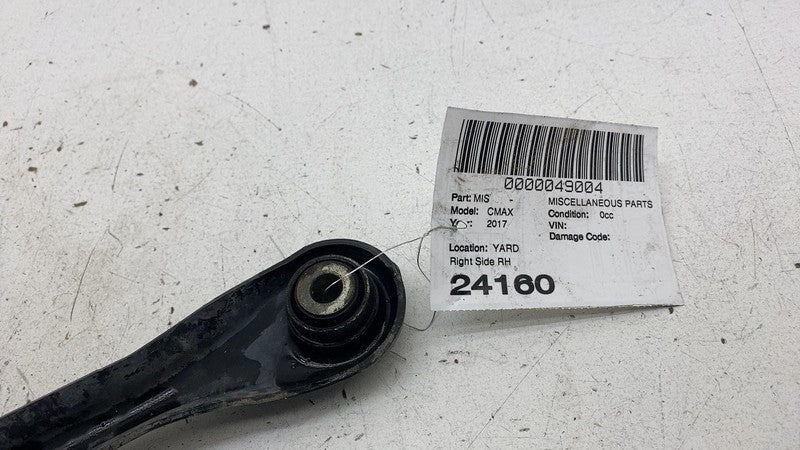 0000049004
Part: MIS - MISCELLANEOUS PARTS
Model: CMAX Condition: 0cc
2017 VIN:
Damage Code:
Location: YARD
Right Side RH
24160